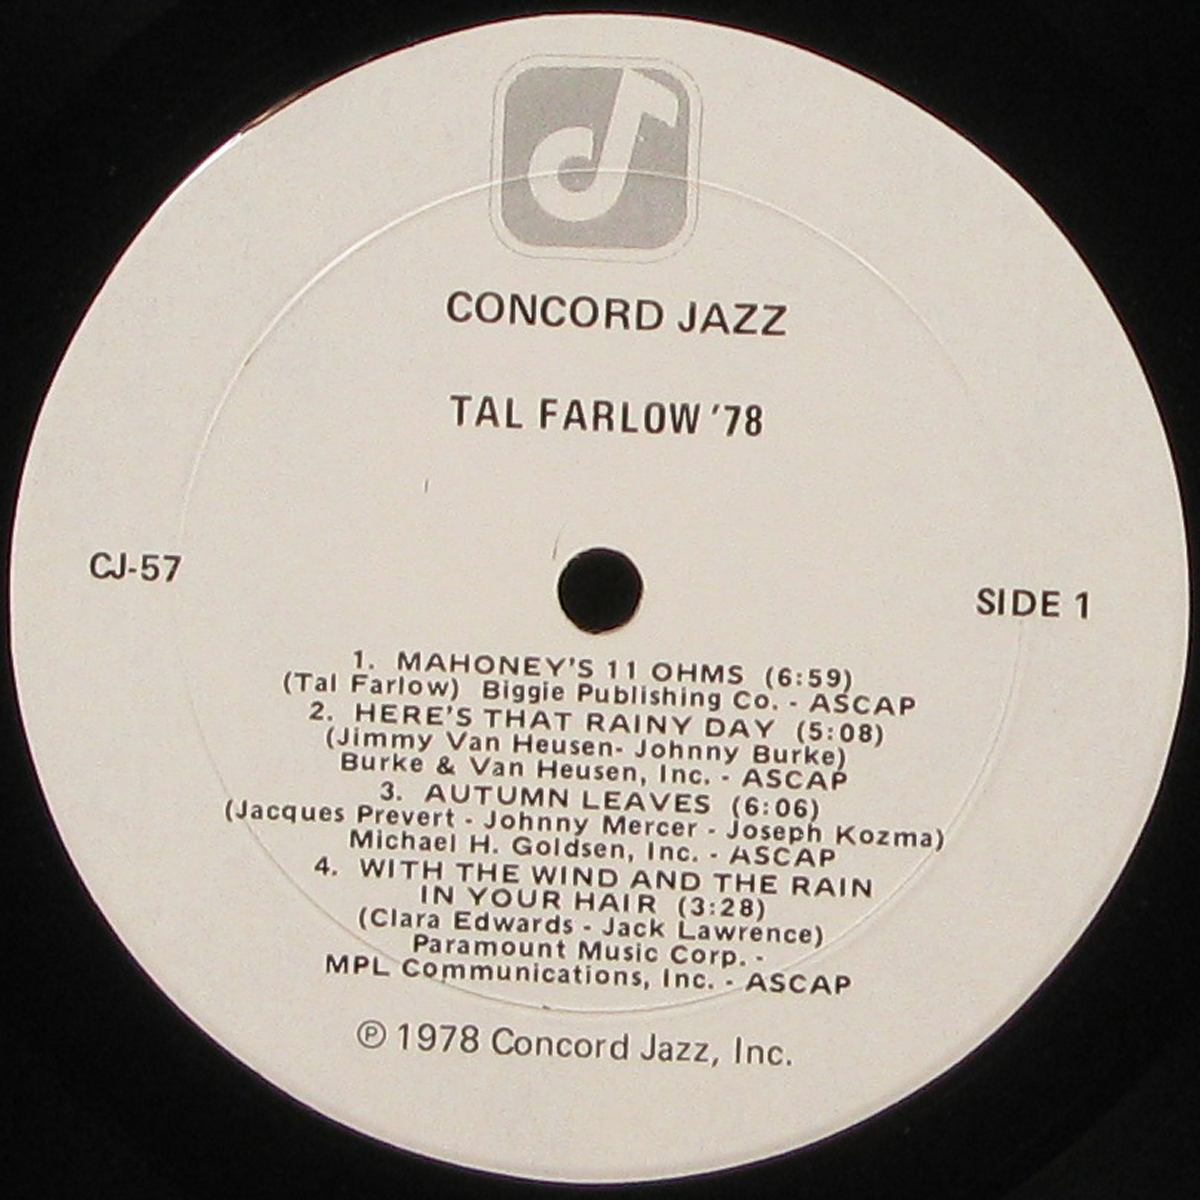 CONCORD JAZZ
TAL FARLOW '78
CJ-57
SIDE 1
1. MAHONEY'S 11 OHMS (6:59)
(Tal Farlow) Biggie Publishing Co. - ASCAP
2. HERE'S THAT RAINY DAY (5:08)
(Jimmy Van Heusen- Johnny Burke)
Burke & Van Heusen, Inc. - ASCAP
3. AUTUMN LEAVES (6:06)
(Jacques Prevert - Johnny Mercer - Joseph Kozma)
Michael H. Goldsen, Inc. - ASCAP
4. WITH THE WIND AND THE RAIN
IN YOUR HAIR (3:28)
(Clara Edwards - Jack Lawrence)
Paramount Music Corp. -
MPL Communications, Inc. - ASCAP
℗ 1978 Concord Jazz, Inc.